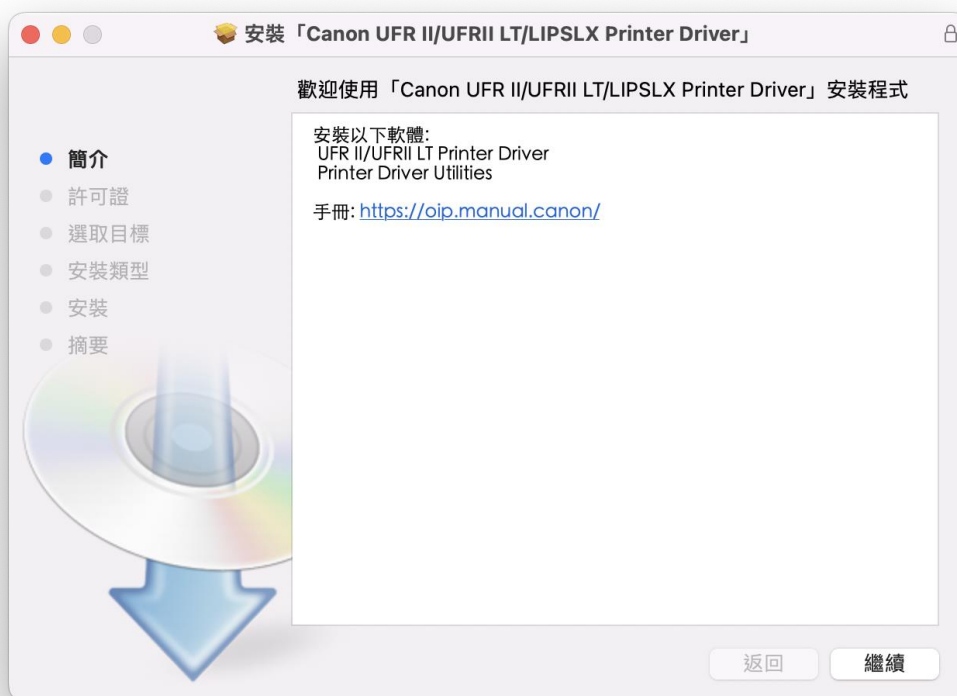 安裝「Canon UFR II/UFRII LT/LIPSLX Printer Driver」
歡迎使用「Canon UFR II/UFRII LT/LIPSLX Printer Driver」安裝程式
簡介
許可證
選取目標
安裝類型
安裝
摘要
安裝以下軟體:
UFR II/UFRII LT Printer Driver
Printer Driver Utilities
手冊: https://oip.manual.canon/
返回
繼續